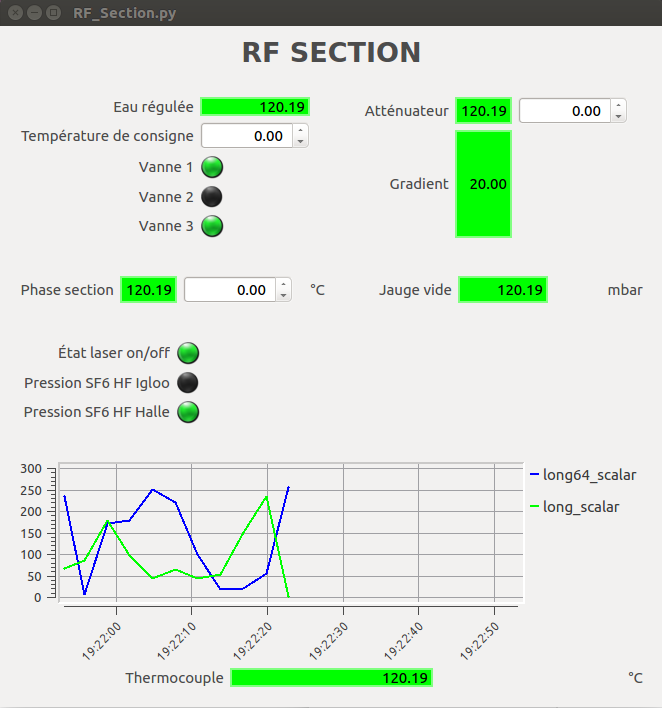 RF_Section.py
RF SECTION
Eau régulée 120.19
Température de consigne 0.00
Vanne 1
Vanne 2
Vanne 3
Atténuateur 120.19 0.00
Gradient 20.00
Phase section 120.19 0.00 °C
Jauge vide 120.19 mbar
État laser on/off
Pression SF6 HF Igloo
Pression SF6 HF Halle
300
250
200
150
100
50
0
long64_scalar
long_scalar
19:22:00 19:22:10 19:22:20 19:22:30 19:22:40 19:22:50
Thermocouple 120.19 °C